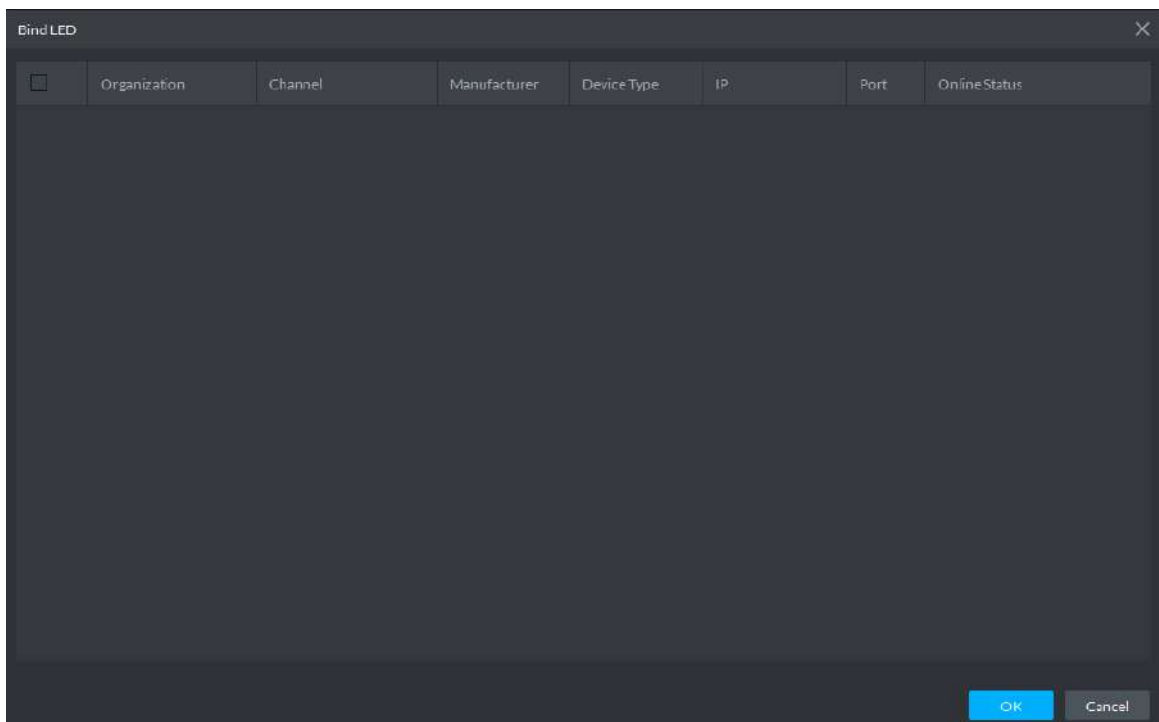 Bind LED
Organization Channel Manufacturer Device Type IP Port Online Status
OK Cancel